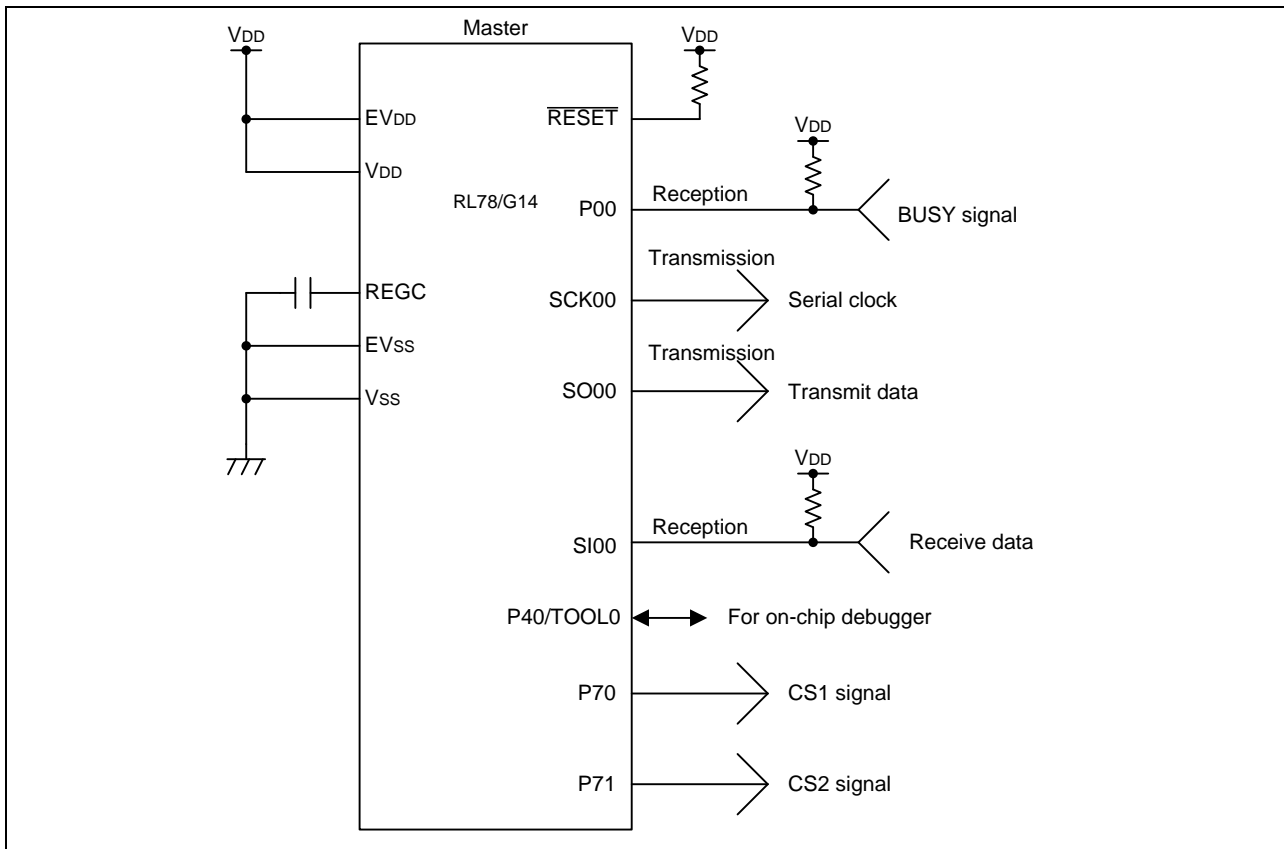 Master
VDD
VDD
EVDD
RESET
VDD
VDD
RL78/G14
P00
Reception
BUSY signal
Transmission
REGC
SCK00
Serial clock
EVSS
Transmission
SO00
Transmit data
VSS
VDD
Reception
SI00
Receive data
P40/TOOL0
For on-chip debugger
P70
CS1 signal
P71
CS2 signal